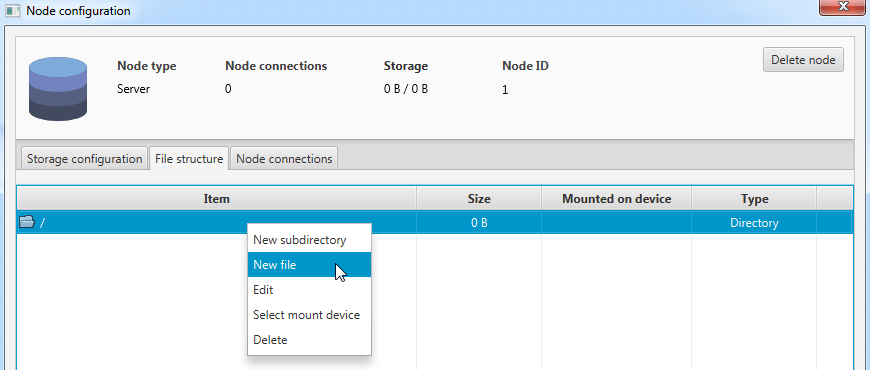 Node configuration
Node type Node connections Storage Node ID
Delete node
Server 0 0 B / 0 B 1
Storage configuration File structure Node connections
Item Size Mounted on device Type
/ 0 B Directory
New subdirectory
New file
Edit
Select mount device
Delete